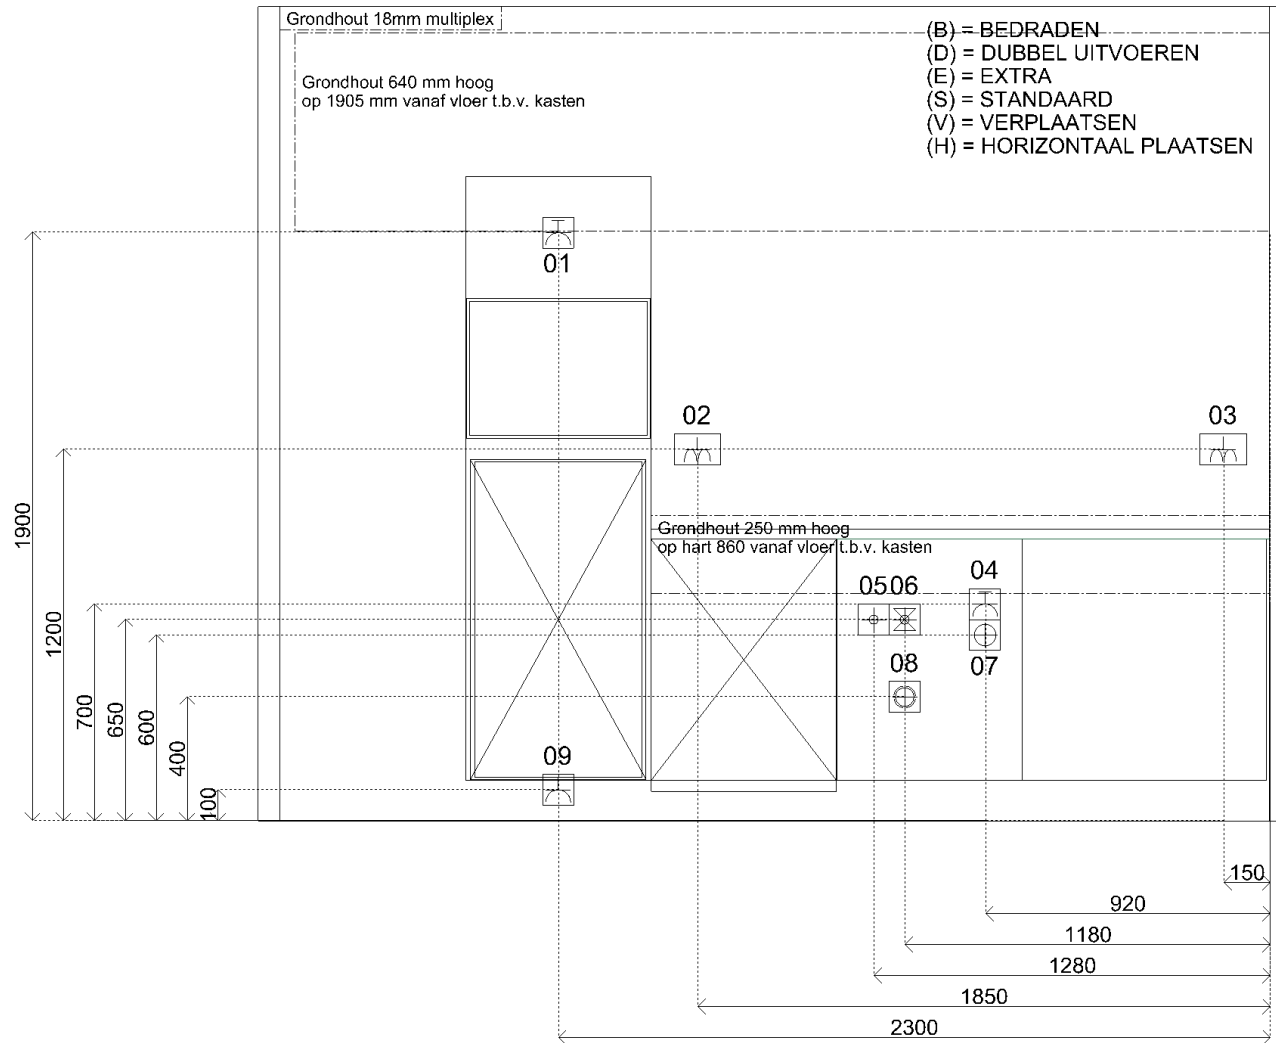 Grondhout 18mm multiplex
(B) = BEDRADEN
(D) = DUBBEL UITVOEREN
(E) = EXTRA
(S) = STANDAARD
(V) = VERPLAATSEN
(H) = HORIZONTAAL PLAATSEN
Grondhout 640 mm hoog
op 1905 mm vanaf vloer t.b.v. kasten
01
02
03
Grondhout 250 mm hoog
op hart 860 vanaf vloer t.b.v. kasten
04
05 06
07
08
09
1900
1200
700
650
600
400
100
150
920
1180
1280
1850
2300